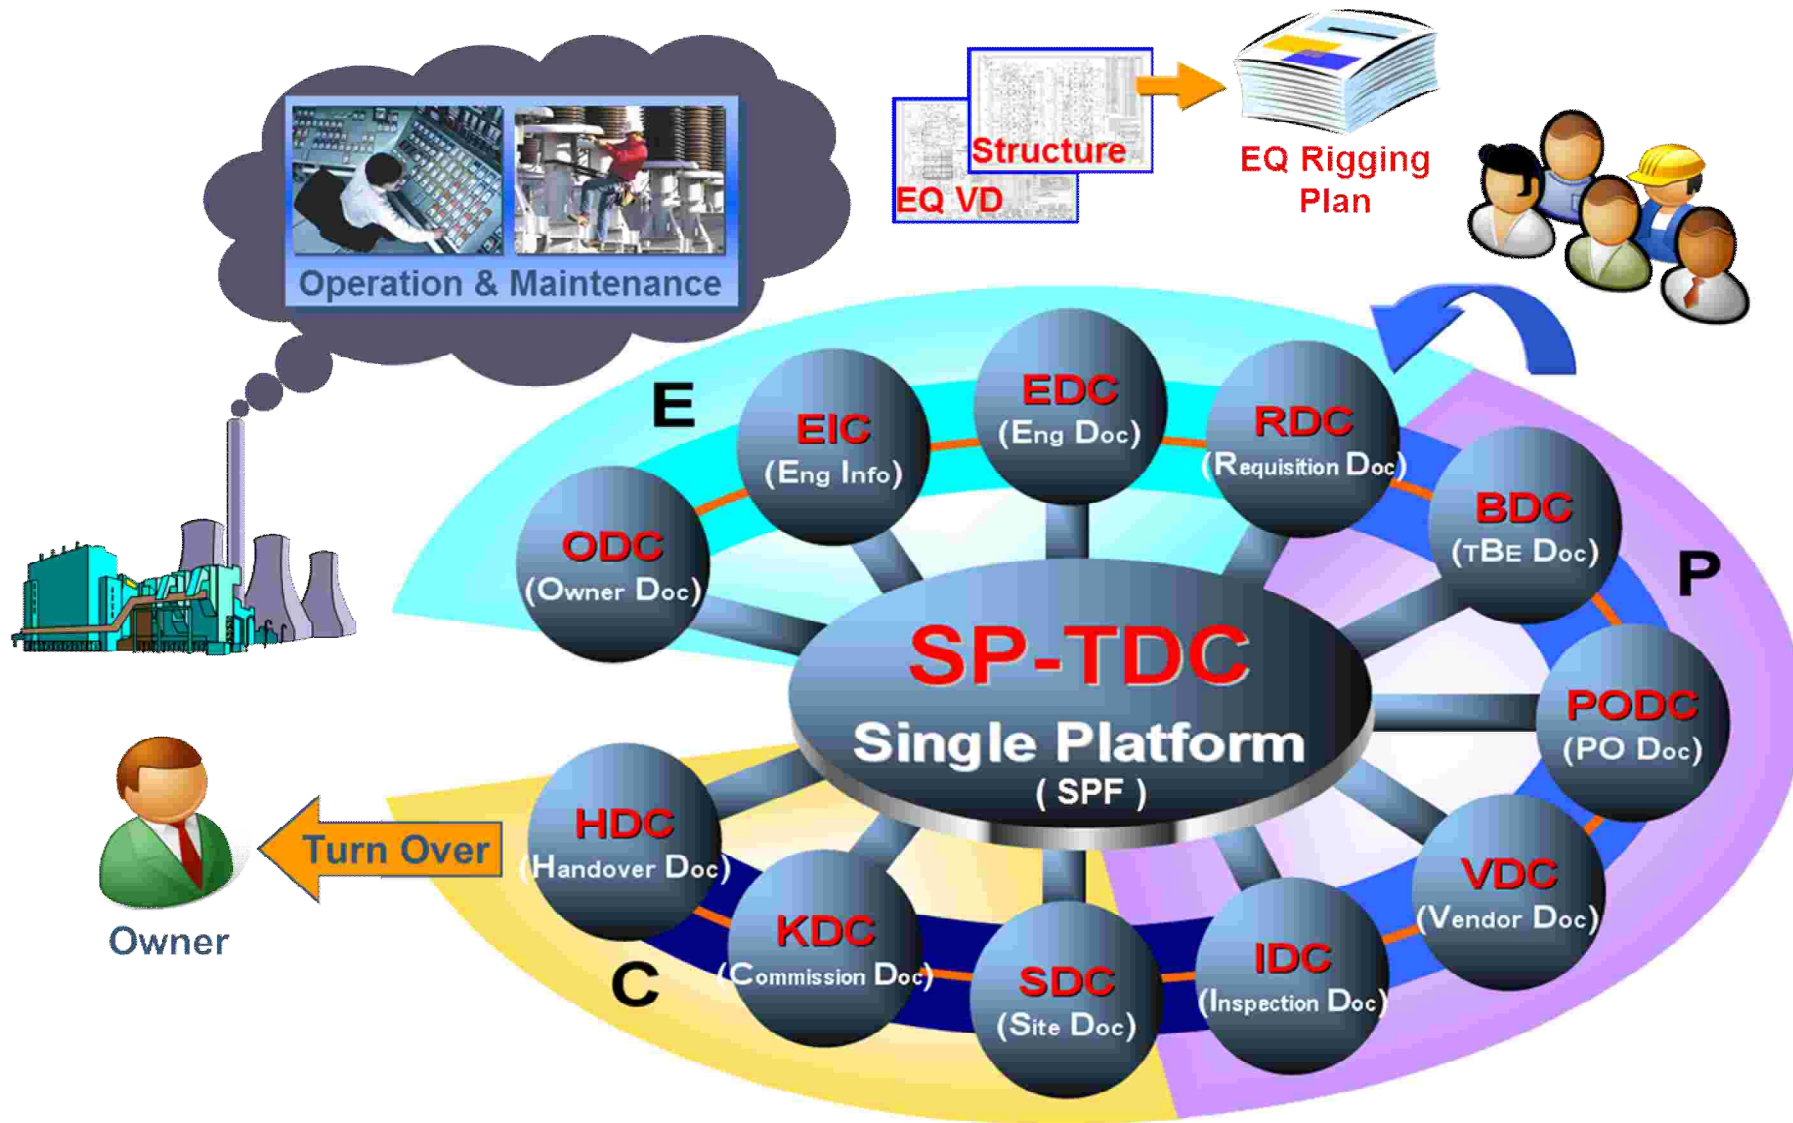 Structure
EQ VD
EQ Rigging
Plan
Operation & Maintenance
E
EDC
(Eng Doc)
EIC
(Eng Info)
RDC
(Requisition Doc)
ODC
(Owner Doc)
BDC
(TBE Doc)
P
SP-TDC
Single Platform
( SPF )
PODC
(PO Doc)
HDC
(Handover Doc)
Turn Over
Owner
VDC
(Vendor Doc)
KDC
(Commission Doc)
C
SDC
(Site Doc)
IDC
(Inspection Doc)